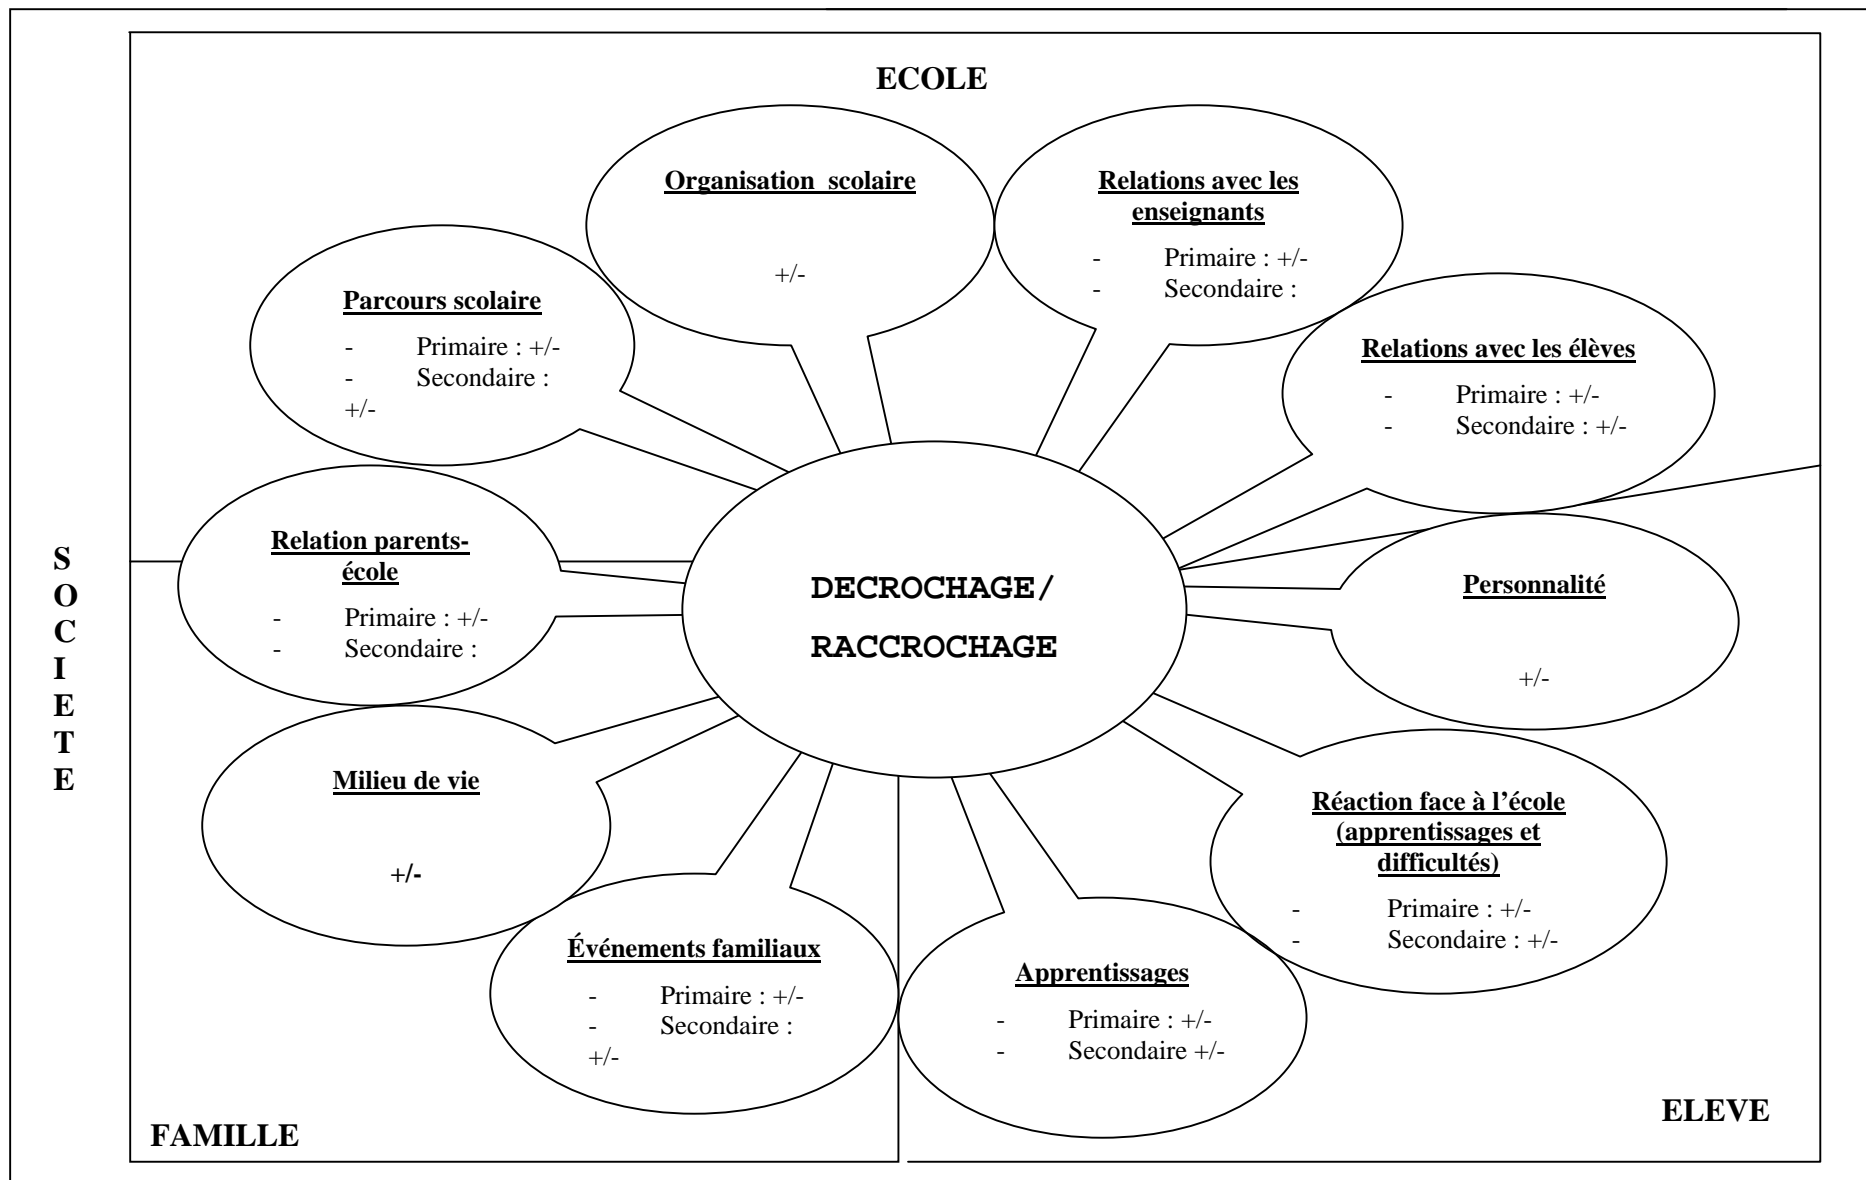 ECOLE
Organisation scolaire
+/-
Relations avec les
enseignants
- Primaire : +/-
- Secondaire :
Parcours scolaire
- Primaire : +/-
- Secondaire :
+/-
Relations avec les élèves
- Primaire : +/-
- Secondaire : +/-
S
O
C
I
E
T
E
Relation parents-
école
- Primaire : +/-
- Secondaire :
DECROCHAGE/
RACCROCHAGE
Personnalité
+/-
Milieu de vie
+/-
Réaction face à l’école
(apprentissages et
difficultés)
- Primaire : +/-
- Secondaire : +/-
Événements familiaux
- Primaire : +/-
- Secondaire :
+/-
Apprentissages
- Primaire : +/-
- Secondaire +/-
FAMILLE
ELEVE